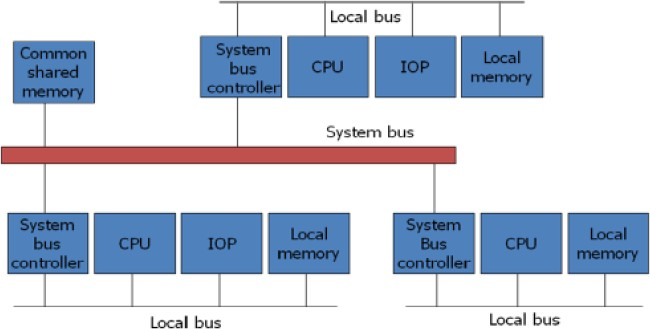 Local bus
Common
shared
memory
System
bus
controller
CPU
IOP
Local
memory
System bus
System
bus
controller
CPU
IOP
Local
memory
System
Bus
controller
CPU
Local
memory
Local bus
Local bus